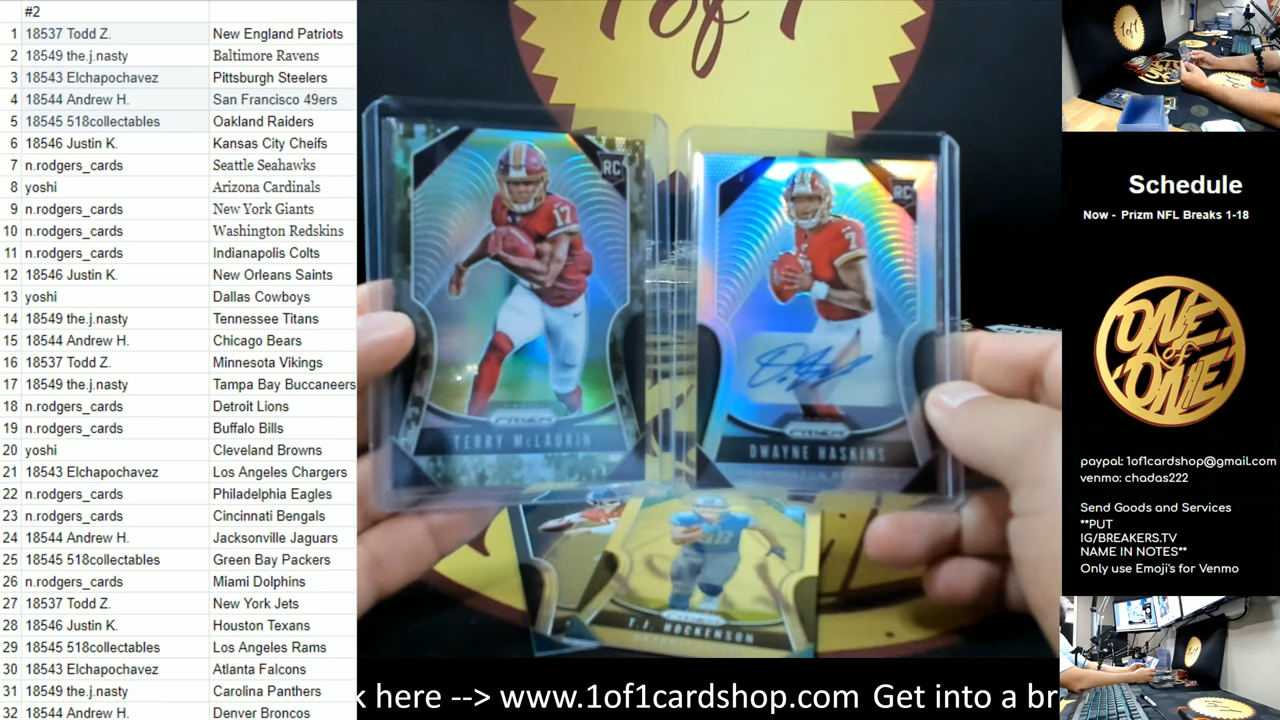 #2
1 18537 Todd Z. New England Patriots
2 18549 the.j.nasty Baltimore Ravens
3 18543 Elchapochavez Pittsburgh Steelers
4 18544 Andrew H. San Francisco 49ers
5 18545 518collectables Oakland Raiders
6 18546 Justin K. Kansas City Cheifs
7 n.rodgers_cards Seattle Seahawks
8 yoshi Arizona Cardinals
9 n.rodgers_cards New York Giants
10 n.rodgers_cards Washington Redskins
11 n.rodgers_cards Indianapolis Colts
12 18546 Justin K. New Orleans Saints
13 yoshi Dallas Cowboys
14 18549 the.j.nasty Tennessee Titans
15 18544 Andrew H. Chicago Bears
16 18537 Todd Z. Minnesota Vikings
17 18549 the.j.nasty Tampa Bay Buccaneers
18 n.rodgers_cards Detroit Lions
19 n.rodgers_cards Buffalo Bills
20 yoshi Cleveland Browns
21 18543 Elchapochavez Los Angeles Chargers
22 n.rodgers_cards Philadelphia Eagles
23 n.rodgers_cards Cincinnati Bengals
24 18544 Andrew H. Jacksonville Jaguars
25 18545 518collectables Green Bay Packers
26 n.rodgers_cards Miami Dolphins
27 18537 Todd Z. New York Jets
28 18546 Justin K. Houston Texans
29 18545 518collectables Los Angeles Rams
30 18543 Elchapochavez Atlanta Falcons
31 18549 the.j.nasty Carolina Panthers
32 18544 Andrew H. Denver Broncos
of 1
RC
17
PRIZM
TERRY McLAURIN
RC
7
PRIZM
DWAYNE HASKINS
88
T.J. HOCKENSON
k here --> www.1of1cardshop.com Get into a br
1of1
Schedule
Now - Prizm NFL Breaks 1-18
ONE
of
ONE
paypal: 1of1cardshop@gmail.com
venmo: chadas222
Send Goods and Services
**PUT
IG/BREAKERS.TV
NAME IN NOTES**
Only use Emoji's for Venmo